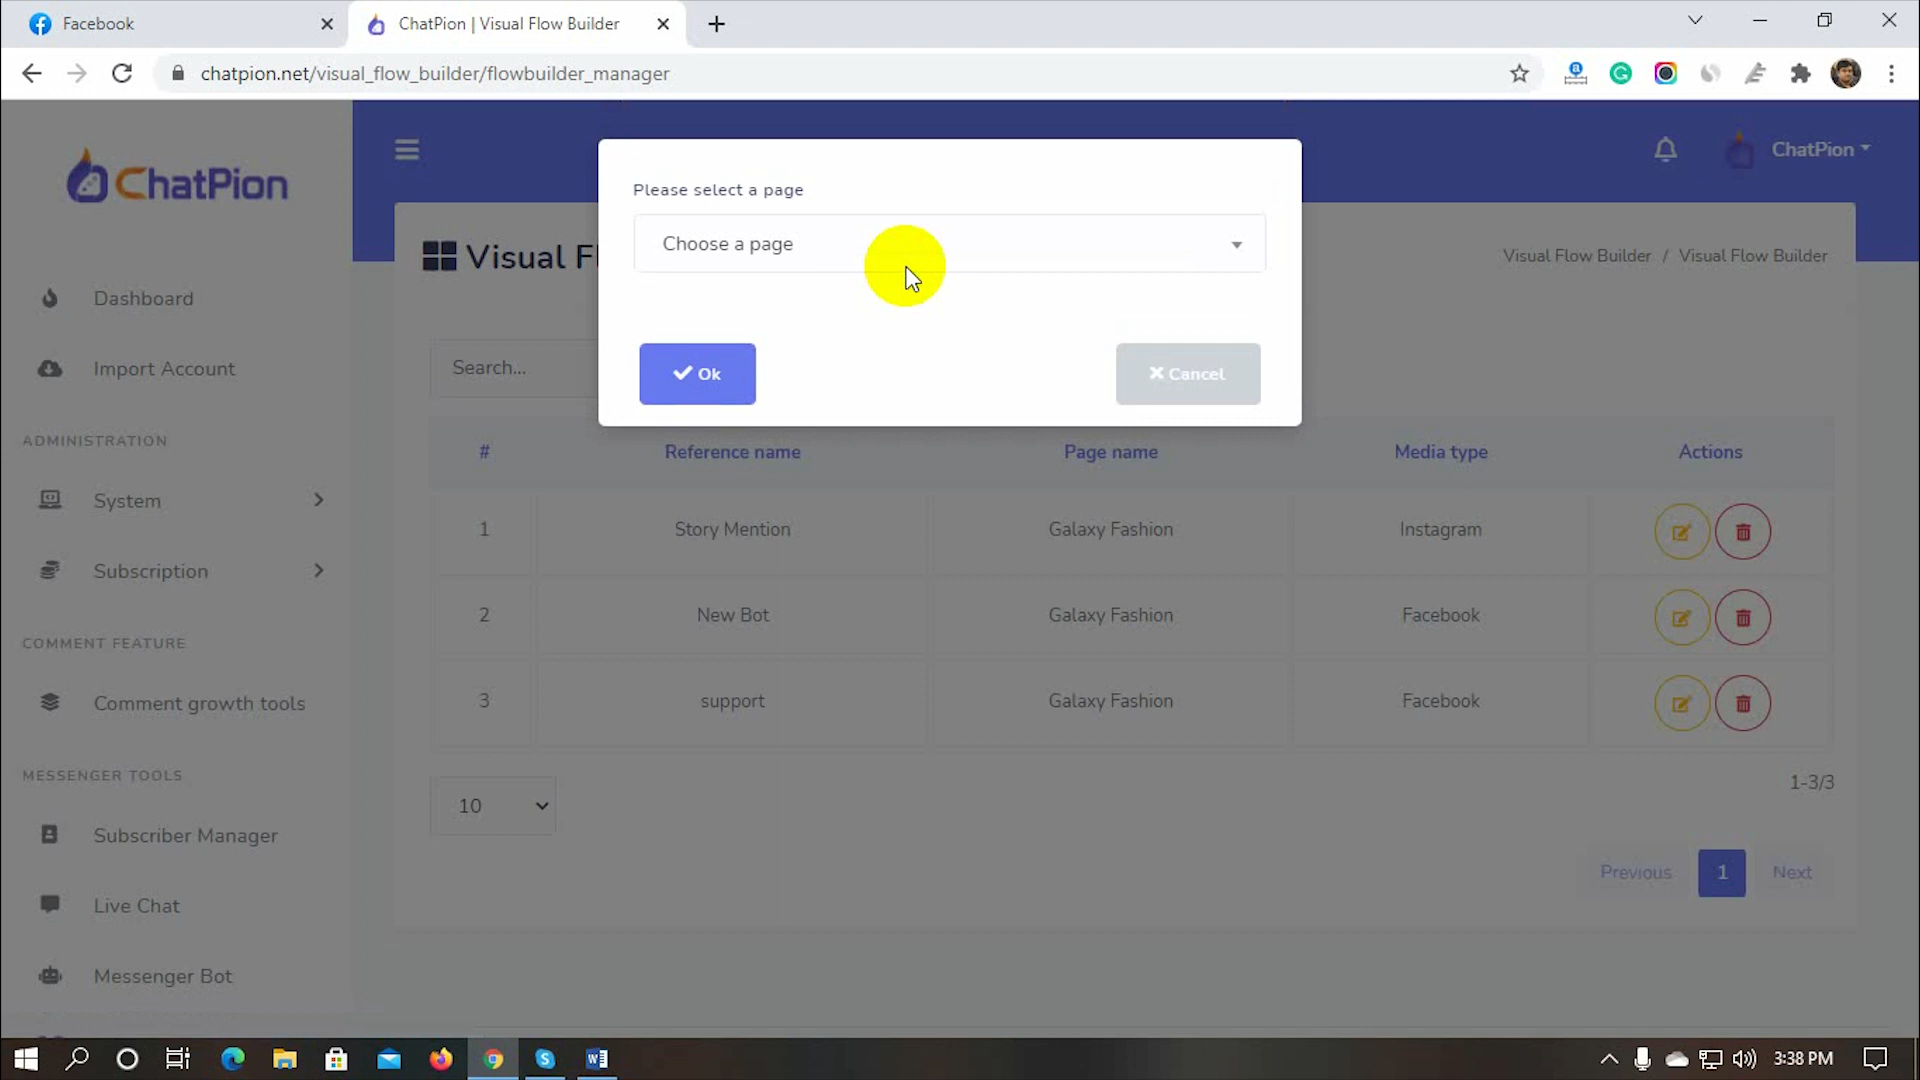 Facebook
ChatPion | Visual Flow Builder
chatpion.net/visual_flow_builder/flowbuilder_manager
ChatPion
ChatPion
Please select a page
Choose a page
Ok
Cancel
Visual Fl
Visual Flow Builder / Visual Flow Builder
Dashboard
Import Account
ADMINISTRATION
System
Subscription
COMMENT FEATURE
Comment growth tools
MESSENGER TOOLS
Subscriber Manager
Live Chat
Messenger Bot
Search...
# Reference name Page name Media type Actions
1 Story Mention Galaxy Fashion Instagram
2 New Bot Galaxy Fashion Facebook
3 support Galaxy Fashion Facebook
10
1-3/3
Previous 1 Next
3:38 PM